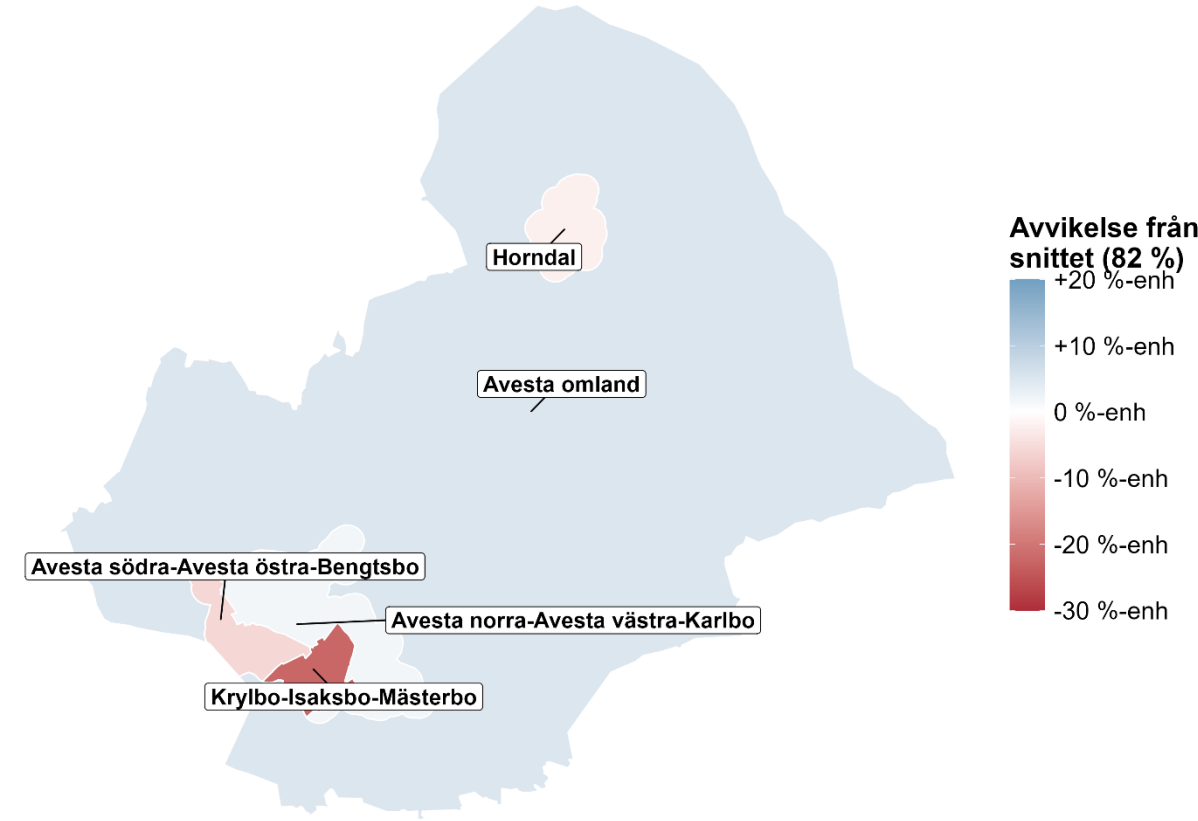 Horndal
Avesta omland
Avesta södra-Avesta östra-Bengtsbo
Avesta norra-Avesta västra-Karlbo
Krylbo-Isaksbo-Mästerbo
Avvikelse från
snittet (82 %)
+20 %-enh
+10 %-enh
0 %-enh
-10 %-enh
-20 %-enh
-30 %-enh